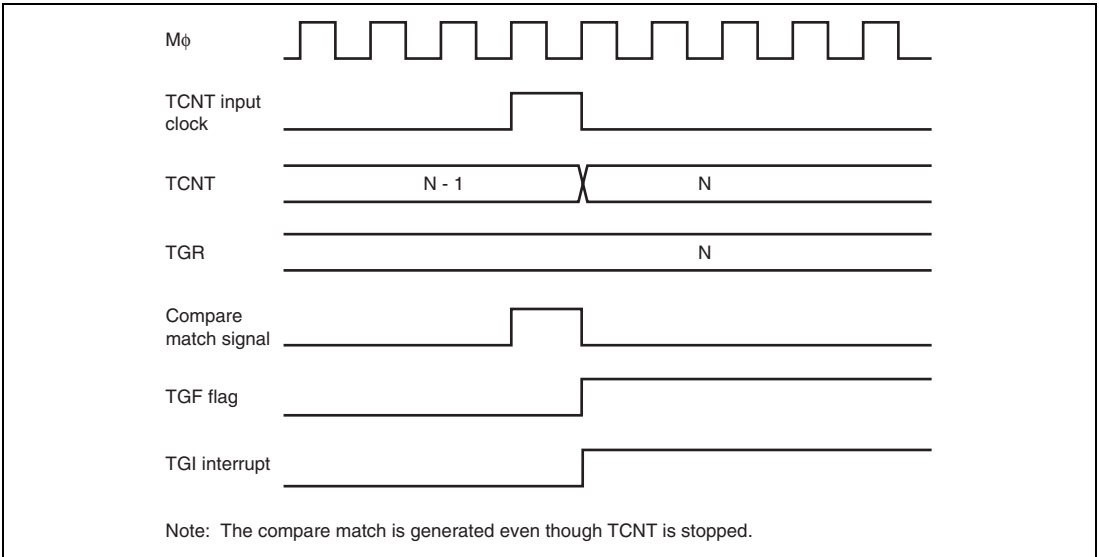 Mϕ
TCNT input
clock
TCNT
N - 1
N
TGR
N
Compare
match signal
TGF flag
TGI interrupt
Note: The compare match is generated even though TCNT is stopped.